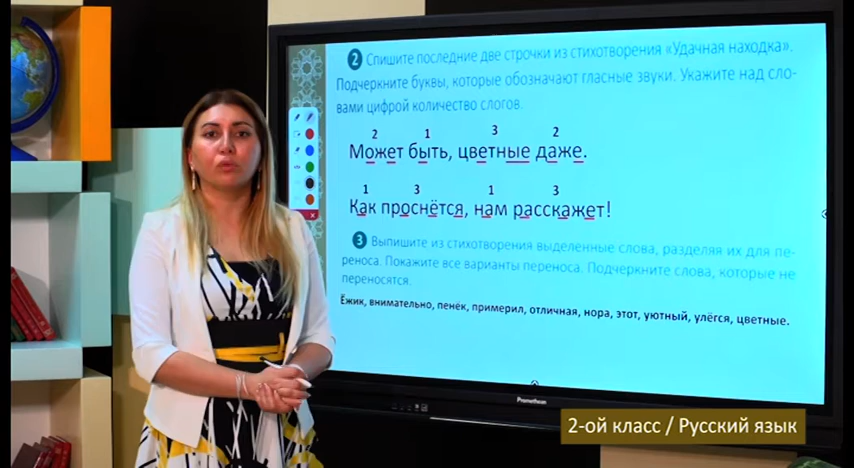 2 Спишите последние две строчки из стихотворения «Удачная находка».
Подчеркните буквы, которые обозначают гласные звуки. Укажите над сло-
вами цифрой количество слогов.
2 1 3 2
Может быть, цветные даже.
1 3 1 3
Как проснётся, нам расскажет!
3 Выпишите из стихотворения выделенные слова, разделяя их для пе-
реноса. Покажите все варианты переноса. Подчеркните слова, которые не
переносятся.
Ёжик, внимательно, пенёк, примерил, отличная, нора, этот, уютный, улёгся, цветные.
Promethean
2-ой класс / Русский язык